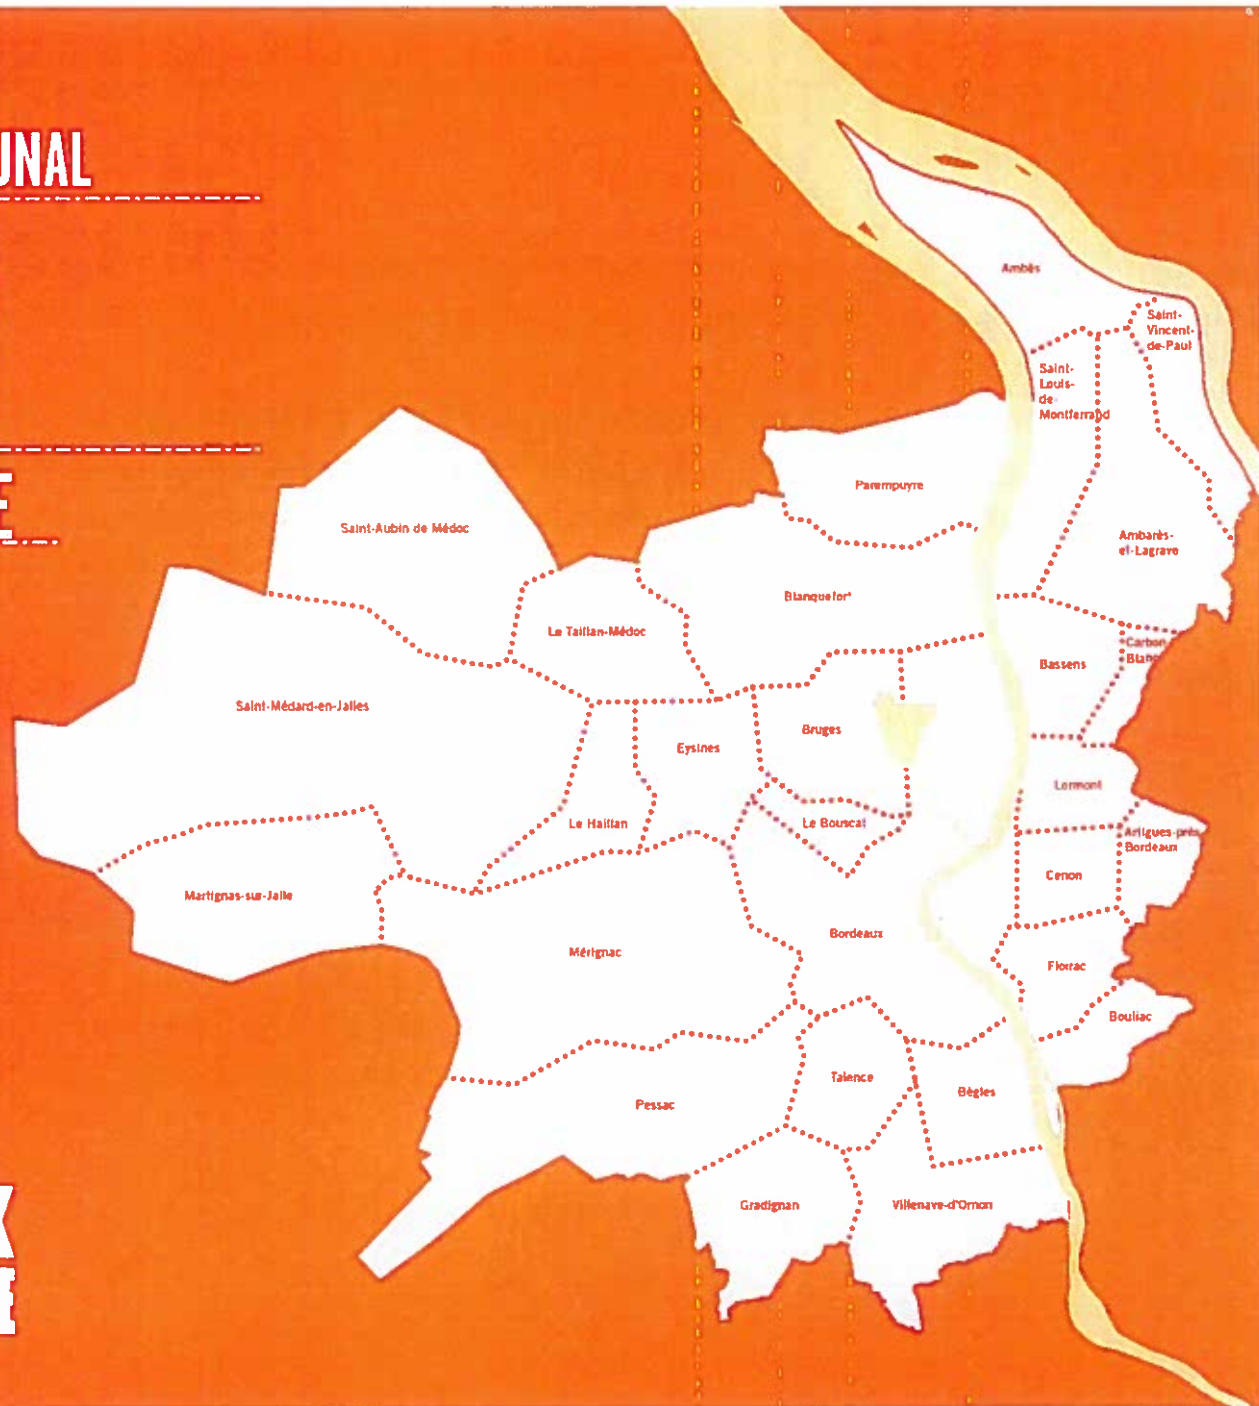 UNAL
E
X
E
Ambès
Saint-
Vincent-
de-Paul
Saint-
Louis-
de-
Montferrand
Parempuyre
Saint-Aubin de Médoc
Ambarès-
et-Lagrave
Blanquefort
Le Taillan-Médoc
Carbon
Blanc
Bassens
Saint-Médard-en-Jalles
Bruges
Eysines
Lormont
Le Haillan
Le Bouscat
Artigues-près
Bordeaux
Cenon
Martignas-sur-Jalle
Bordeaux
Mérignac
Floirac
Bouliac
Talence
Bègles
Pessac
Gradignan
Villenave-d'Ornon